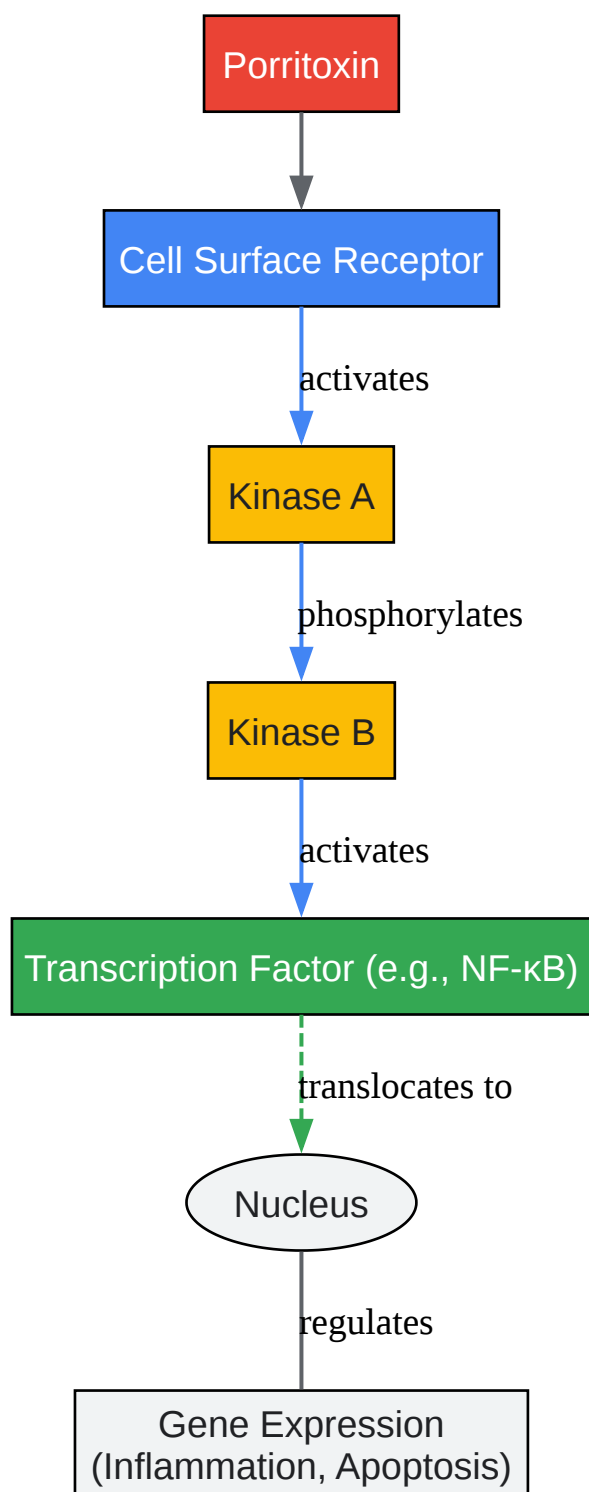 Porritoxin
Cell Surface Receptor
activates
Kinase A
phosphorylates
Kinase B
activates
Transcription Factor (e.g., NF-κB)
translocates to
Nucleus
regulates
Gene Expression
(Inflammation, Apoptosis)